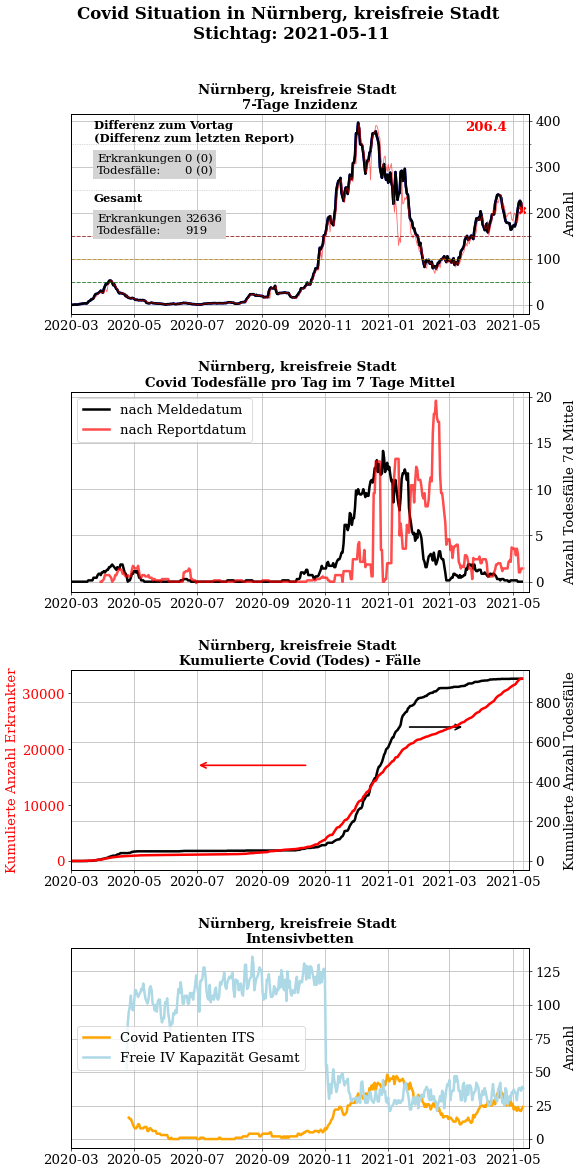 Covid Situation in Nürnberg, kreisfreie Stadt
Stichtag: 2021-05-11
Nürnberg, kreisfreie Stadt
7-Tage Inzidenz
Differenz zum Vortag
(Differenz zum letzten Report)
Erkrankungen 0 (0)
Todesfälle: 0 (0)
Gesamt
Erkrankungen 32636
Todesfälle: 919
206.4
400
300
200
100
0
Anzahl
2020-03 2020-05 2020-07 2020-09 2020-11 2021-01 2021-03 2021-05
Nürnberg, kreisfreie Stadt
Covid Todesfälle pro Tag im 7 Tage Mittel
nach Meldedatum
nach Reportdatum
20
15
10
5
0
Anzahl Todesfälle 7d Mittel
2020-03 2020-05 2020-07 2020-09 2020-11 2021-01 2021-03 2021-05
Nürnberg, kreisfreie Stadt
Kumulierte Covid (Todes) - Fälle
Kumulierte Anzahl Erkrankter
30000
20000
10000
0
800
600
400
200
0
Kumulierte Anzahl Todesfälle
2020-03 2020-05 2020-07 2020-09 2020-11 2021-01 2021-03 2021-05
Nürnberg, kreisfreie Stadt
Intensivbetten
Covid Patienten ITS
Freie IV Kapazität Gesamt
125
100
75
50
25
0
Anzahl
2020-03 2020-05 2020-07 2020-09 2020-11 2021-01 2021-03 2021-05